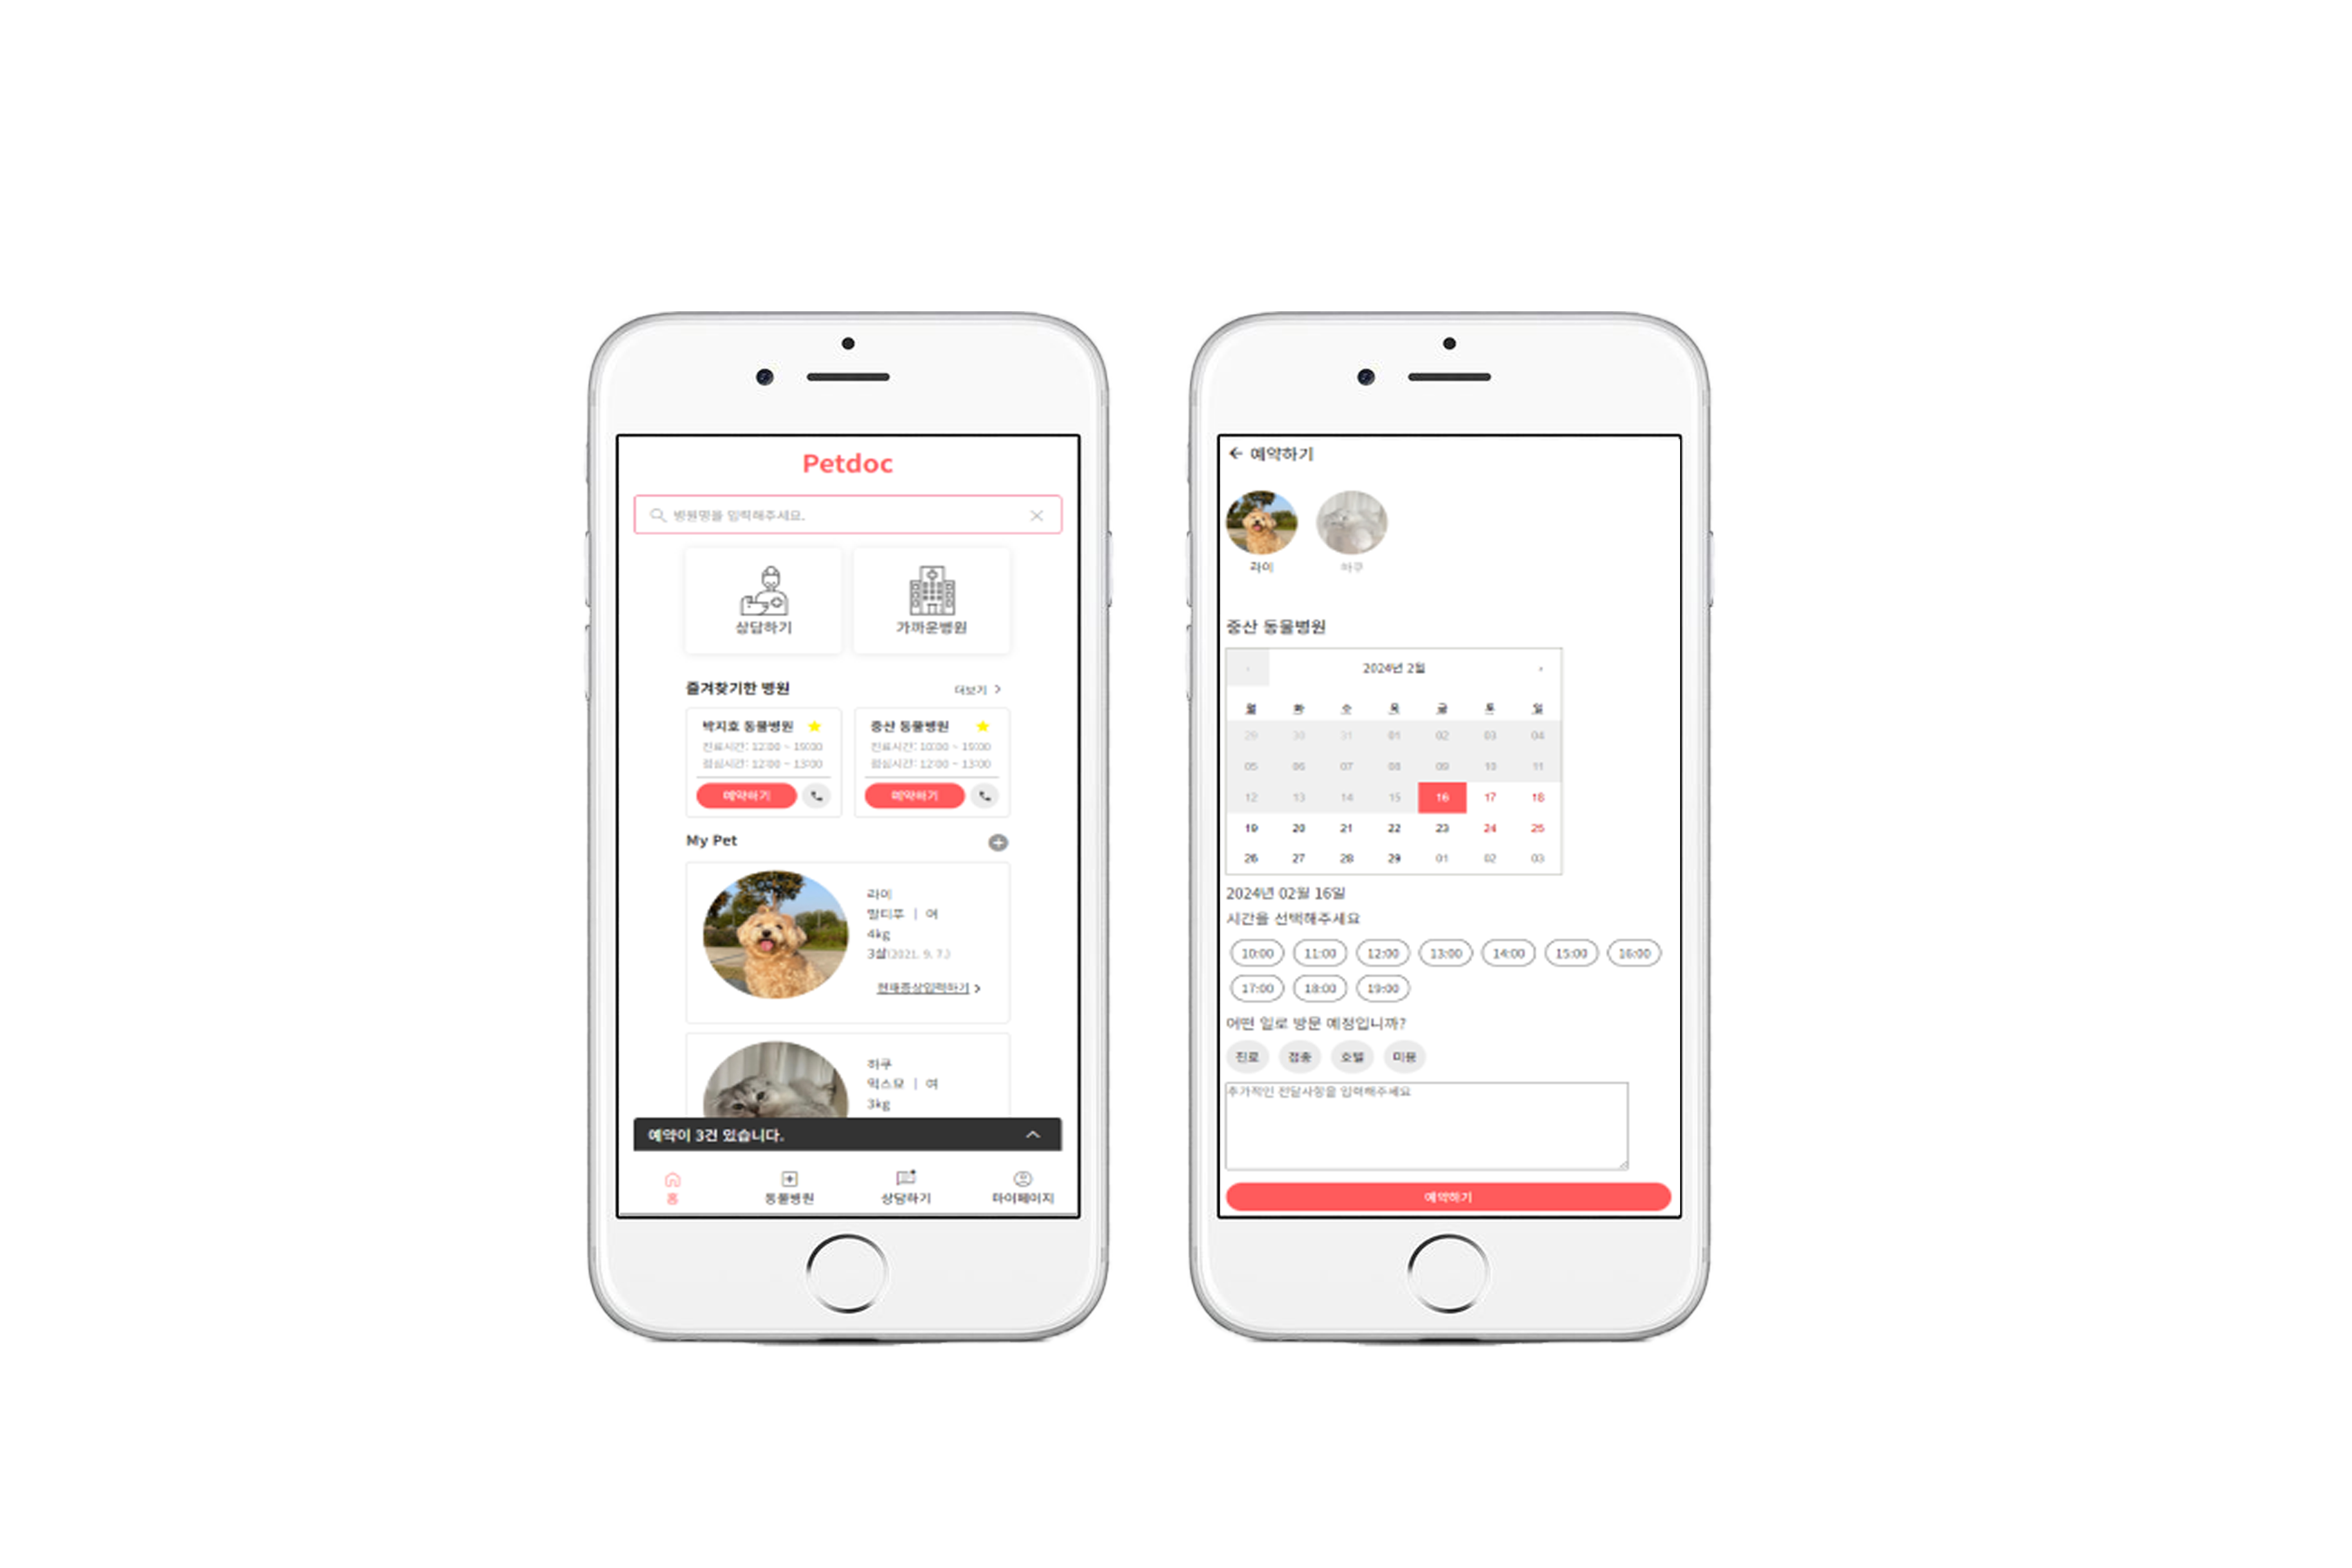 Petdoc
병원명을 입력해주세요.
상담하기
가까운병원
즐겨찾기한 병원
더보기
박지호 동물병원
진료시간: 12:00 ~ 19:00
점심시간: 12:00 ~ 13:00
예약하기
중산 동물병원
진료시간: 10:00 ~ 19:00
점심시간: 12:00 ~ 13:00
예약하기
My Pet
라이
말티푸 | 여
4kg
3살(2021. 9. 7.)
현재증상입력하기
하쿠
믹스묘 | 여
3kg
예약이 3건 있습니다.
홈
동물병원
상담하기
마이페이지
예약하기
라이
하쿠
중산 동물병원
2024년 2월
월 화 수 목 금 토 일
29 30 31 01 02 03 04
05 06 07 08 09 10 11
12 13 14 15 16 17 18
19 20 21 22 23 24 25
26 27 28 29 01 02 03
2024년 02월 16일
시간을 선택해주세요
10:00 11:00 12:00 13:00 14:00 15:00 16:00
17:00 18:00 19:00
어떤 일로 방문 예정입니까?
진료 접종 호텔 미용
추가적인 전달사항을 입력해주세요
예약하기